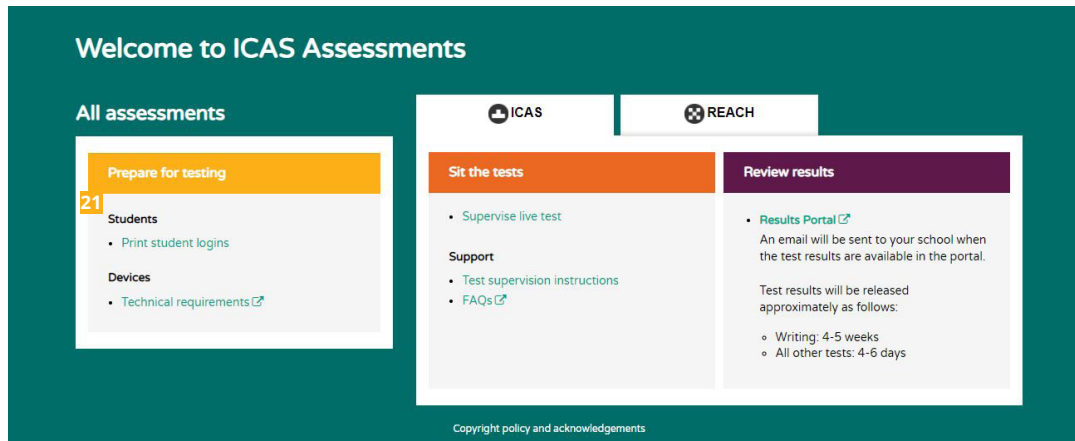 Welcome to ICAS Assessments
All assessments
ICAS
REACH
Prepare for testing
21
Students
• Print student logins
Devices
• Technical requirements
Sit the tests
• Supervise live test
Support
• Test supervision instructions
• FAQs
Review results
• Results Portal
An email will be sent to your school when
the test results are available in the portal.
Test results will be released
approximately as follows:
◦ Writing: 4-5 weeks
◦ All other tests: 4-6 days
Copyright policy and acknowledgements